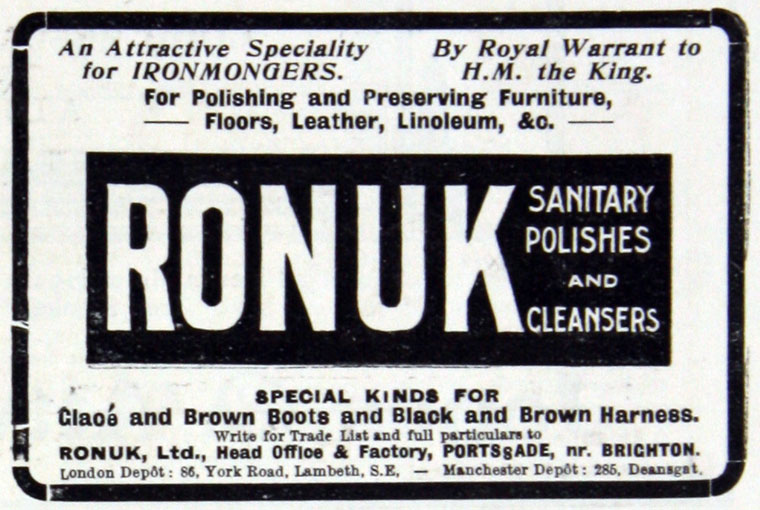 An Attractive Speciality
for IRONMONGERS.
By Royal Warrant to
H.M. the King.
For Polishing and Preserving Furniture,
— Floors, Leather, Linoleum, &c. —
RONUK
SANITARY
POLISHES
AND
CLEANSERS
SPECIAL KINDS FOR
Glacé and Brown Boots and Black and Brown Harness.
Write for Trade List and full particulars to
RONUK, Ltd., Head Office & Factory, PORTSSADE, nr. BRIGHTON.
London Depôt: 86, York Road, Lambeth, S.E, — Manchester Depôt: 285, Deansgat.